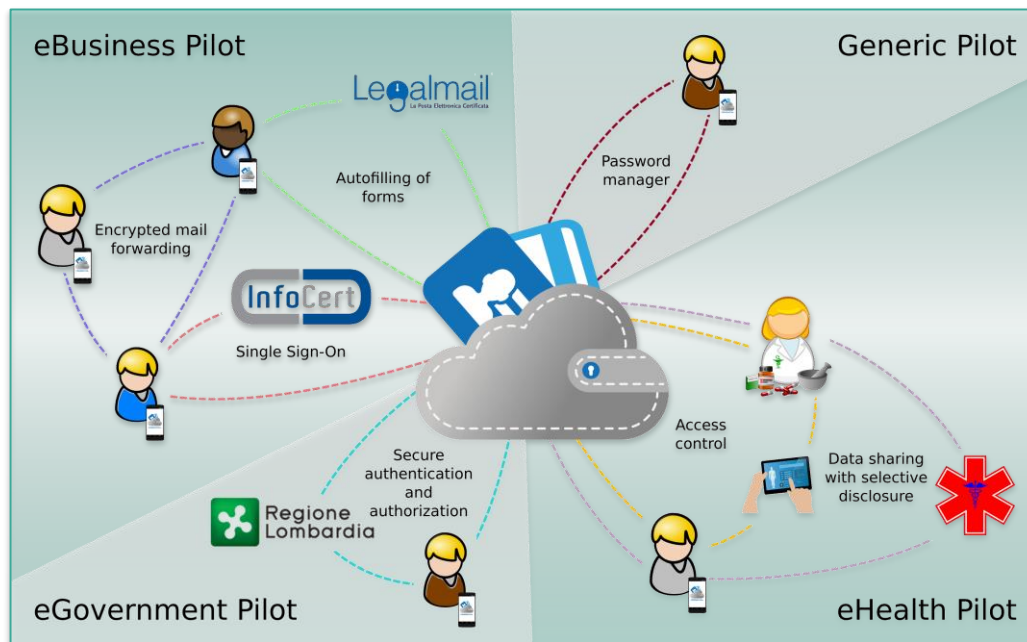 eBusiness Pilot
Generic Pilot
Legalmail
La Posta Elettronica Certificata
Autofilling of
forms
Password
manager
Encrypted mail
forwarding
InfoCert
Single Sign-On
Access
control
Secure
authentication
and
authorization
Data sharing
with selective
disclosure
Regione
Lombardia
eGovernment Pilot
eHealth Pilot